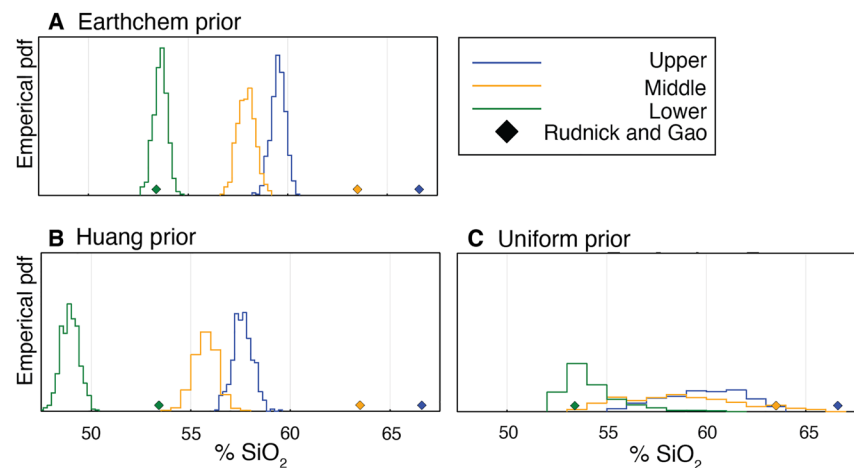 A Earthchem prior
Emperical pdf
Upper
Middle
Lower
Rudnick and Gao
B Huang prior
Emperical pdf
50 55 60 65
% SiO2
C Uniform prior
50 55 60 65
% SiO2